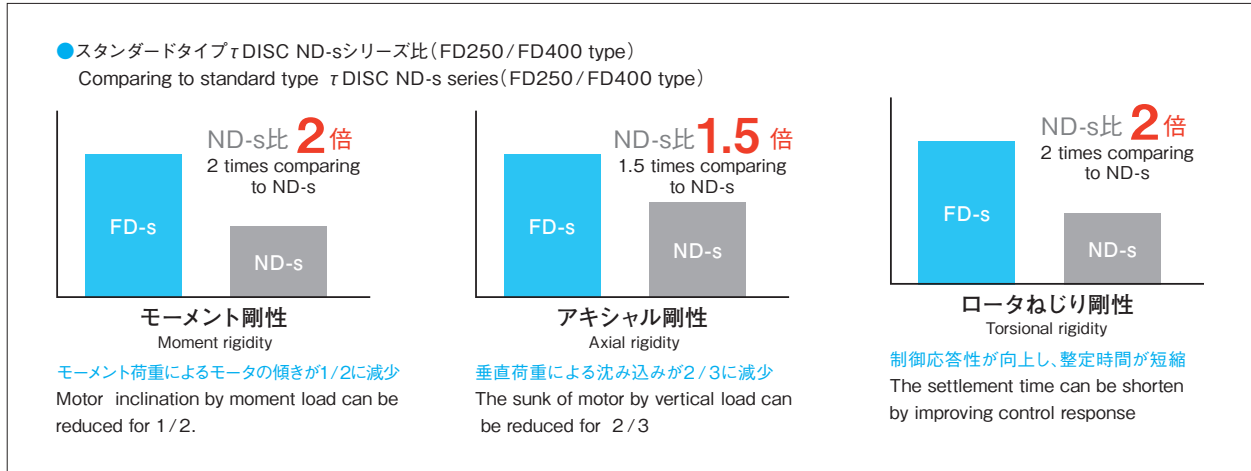 ●スタンダードタイプτDISC ND-sシリーズ比(FD250/FD400 type)
Comparing to standard type τDISC ND-s series(FD250/FD400 type)
ND-s比 2 倍
2 times comparing
to ND-s
FD-s
ND-s
モーメント剛性
Moment rigidity
モーメント荷重によるモータの傾きが1/2に減少
Motor inclination by moment load can be
reduced for 1/2.
ND-s比 1.5 倍
1.5 times comparing
to ND-s
FD-s
ND-s
アキシャル剛性
Axial rigidity
垂直荷重による沈み込みが2/3に減少
The sunk of motor by vertical load can
be reduced for 2/3
ND-s比 2 倍
2 times comparing
to ND-s
FD-s
ND-s
ロータねじり剛性
Torsional rigidity
制御応答性が向上し、整定時間が短縮
The settlement time can be shorten
by improving control response